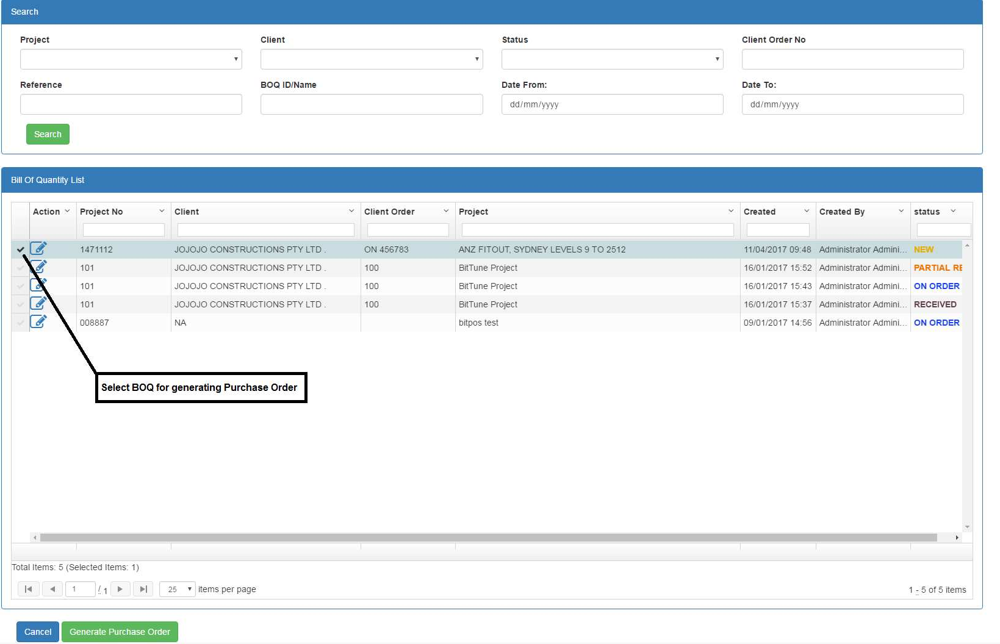 Search
Project Client Status Client Order No
Reference BOQ ID/Name Date From: Date To:
dd/mm/yyyy dd/mm/yyyy
Search
Bill Of Quantity List
Action Project No Client Client Order Project Created Created By status
1471112 JOJOJO CONSTRUCTIONS PTY LTD . ON 456783 ANZ FITOUT, SYDNEY LEVELS 9 TO 2512 11/04/2017 09:48 Administrator Admini... NEW
101 JOJOJO CONSTRUCTIONS PTY LTD . 100 BitTune Project 16/01/2017 15:52 Administrator Admini... PARTIAL RE
101 JOJOJO CONSTRUCTIONS PTY LTD . 100 BitTune Project 16/01/2017 15:43 Administrator Admini... ON ORDER
101 JOJOJO CONSTRUCTIONS PTY LTD . 100 BitTune Project 16/01/2017 15:37 Administrator Admini... RECEIVED
008887 NA bitpos test 09/01/2017 14:56 Administrator Admini... ON ORDER
Select BOQ for generating Purchase Order
Total Items: 5 (Selected Items: 1)
1 / 1 25 items per page 1 - 5 of 5 items
Cancel Generate Purchase Order